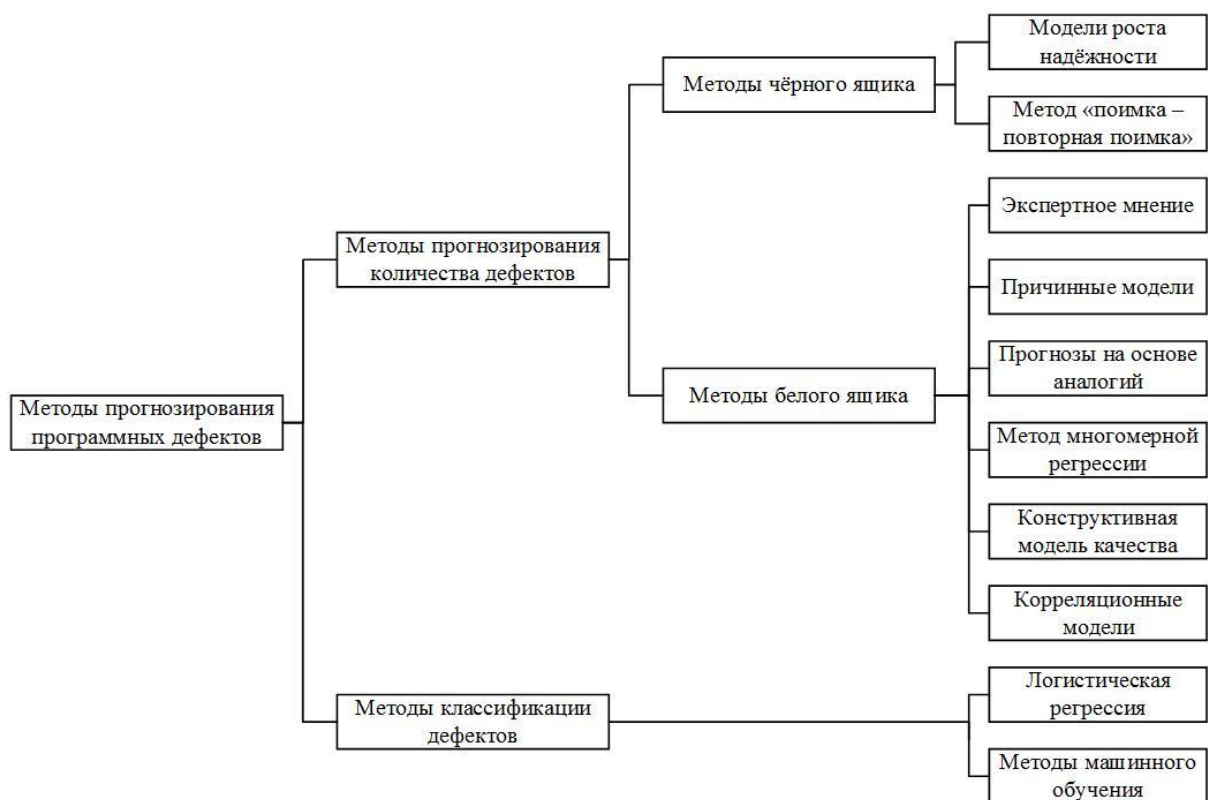 Модели роста
надёжности
Методы чёрного ящика
Метод «поимка –
повторная поимка»
Экспертное мнение
Методы прогнозирования
количества дефектов
Причинные модели
Прогнозы на основе
аналогий
Методы белого ящика
Методы прогнозирования
программных дефектов
Метод многомерной
регрессии
Конструктивная
модель качества
Корреляционные
модели
Логистическая
регрессия
Методы классификации
дефектов
Методы машинного
обучения